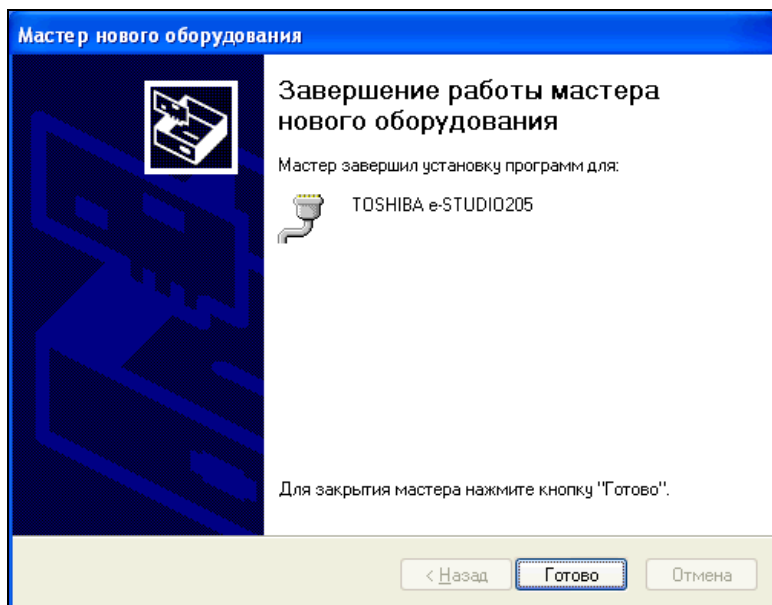 Мастер нового оборудования
Завершение работы мастера
нового оборудования
Мастер завершил установку программ для:
TOSHIBA e-STUDIO205
Для закрытия мастера нажмите кнопку "Готово".
< Назад
Готово
Отмена